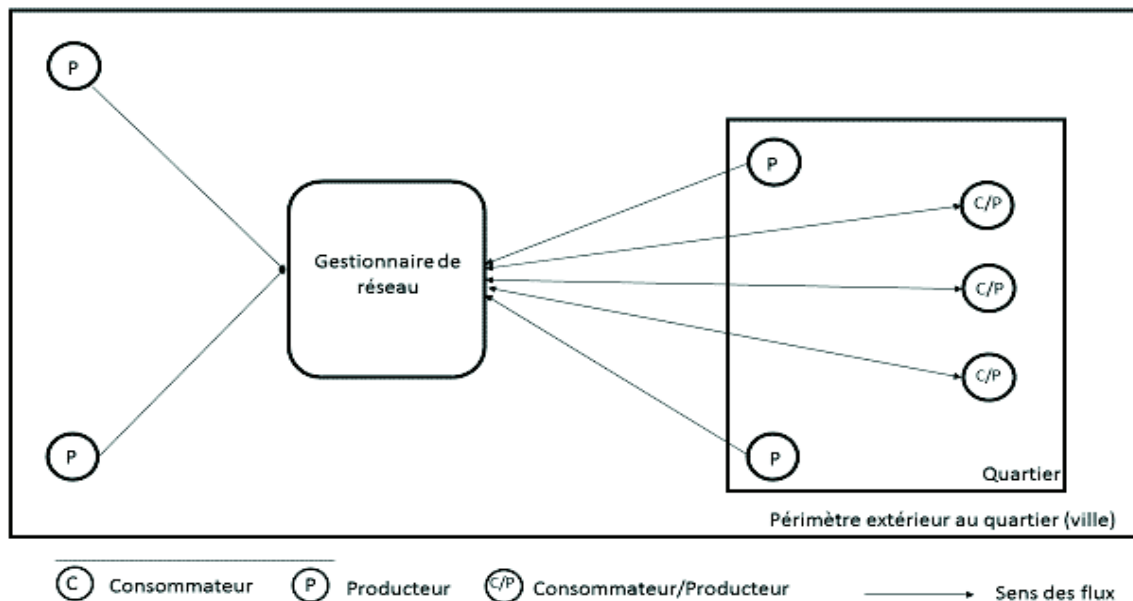 P
P
C/P
Gestionnaire de
réseau
C/P
C/P
P
P
Quartier
Périmètre extérieur au quartier (ville)
C Consommateur P Producteur C/P Consommateur/Producteur Sens des flux